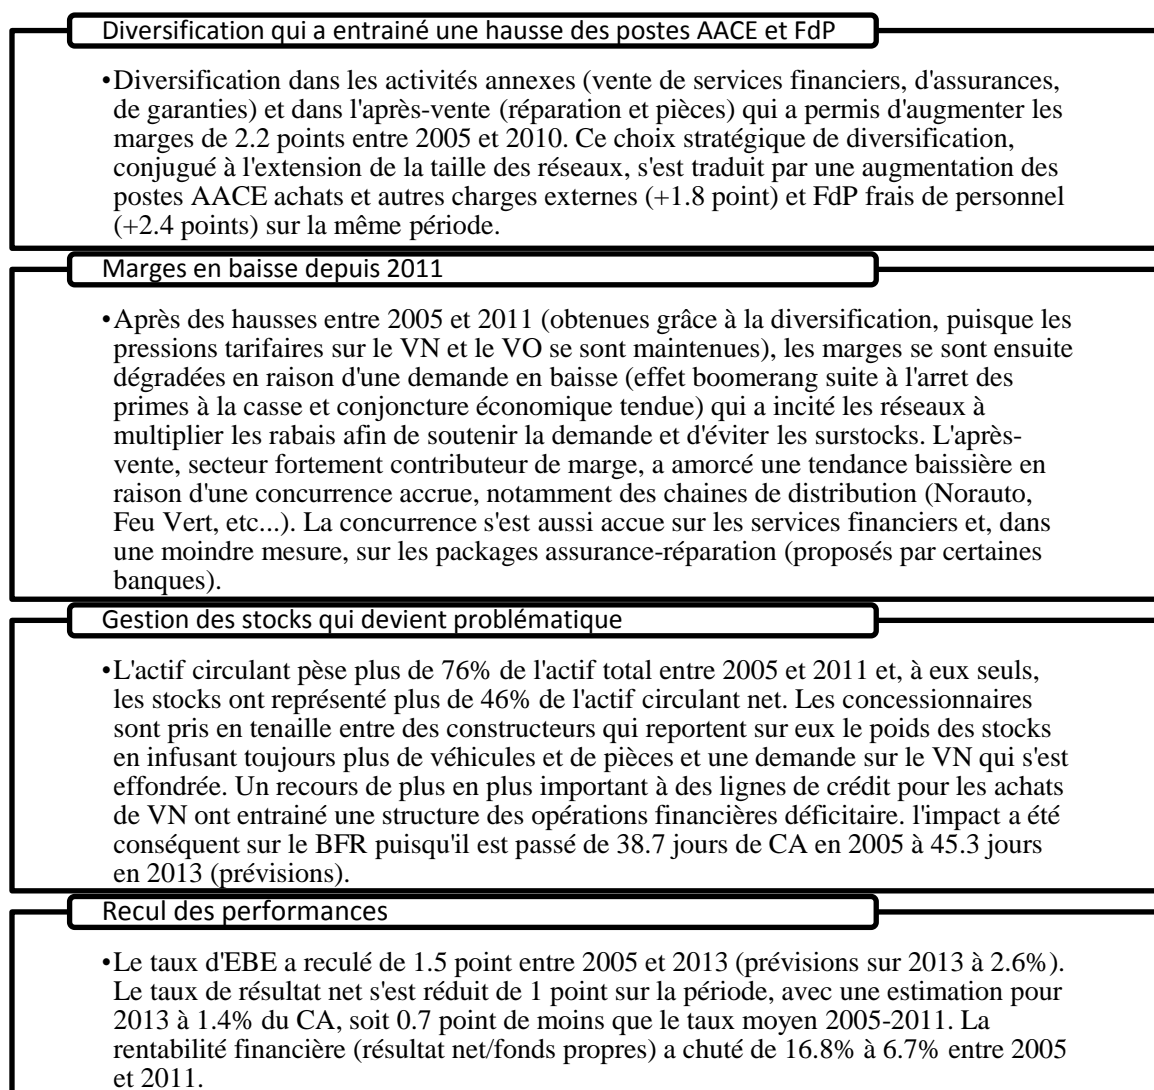 Diversification qui a entrainé une hausse des postes AACE et FdP
•Diversification dans les activités annexes (vente de services financiers, d'assurances,
de garanties) et dans l'après-vente (réparation et pièces) qui a permis d'augmenter les
marges de 2.2 points entre 2005 et 2010. Ce choix stratégique de diversification,
conjugué à l'extension de la taille des réseaux, s'est traduit par une augmentation des
postes AACE achats et autres charges externes (+1.8 point) et FdP frais de personnel
(+2.4 points) sur la même période.
Marges en baisse depuis 2011
•Après des hausses entre 2005 et 2011 (obtenues grâce à la diversification, puisque les
pressions tarifaires sur le VN et le VO se sont maintenues), les marges se sont ensuite
dégradées en raison d'une demande en baisse (effet boomerang suite à l'arret des
primes à la casse et conjoncture économique tendue) qui a incité les réseaux à
multiplier les rabais afin de soutenir la demande et d'éviter les surstocks. L'après-
vente, secteur fortement contributeur de marge, a amorcé une tendance baissière en
raison d'une concurrence accrue, notamment des chaines de distribution (Norauto,
Feu Vert, etc...). La concurrence s'est aussi accue sur les services financiers et, dans
une moindre mesure, sur les packages assurance-réparation (proposés par certaines
banques).
Gestion des stocks qui devient problématique
•L'actif circulant pèse plus de 76% de l'actif total entre 2005 et 2011 et, à eux seuls,
les stocks ont représenté plus de 46% de l'actif circulant net. Les concessionnaires
sont pris en tenaille entre des constructeurs qui reportent sur eux le poids des stocks
en infusant toujours plus de véhicules et de pièces et une demande sur le VN qui s'est
effondrée. Un recours de plus en plus important à des lignes de crédit pour les achats
de VN ont entrainé une structure des opérations financières déficitaire. l'impact a été
conséquent sur le BFR puisqu'il est passé de 38.7 jours de CA en 2005 à 45.3 jours
en 2013 (prévisions).
Recul des performances
•Le taux d'EBE a reculé de 1.5 point entre 2005 et 2013 (prévisions sur 2013 à 2.6%).
Le taux de résultat net s'est réduit de 1 point sur la période, avec une estimation pour
2013 à 1.4% du CA, soit 0.7 point de moins que le taux moyen 2005-2011. La
rentabilité financière (résultat net/fonds propres) a chuté de 16.8% à 6.7% entre 2005
et 2011.